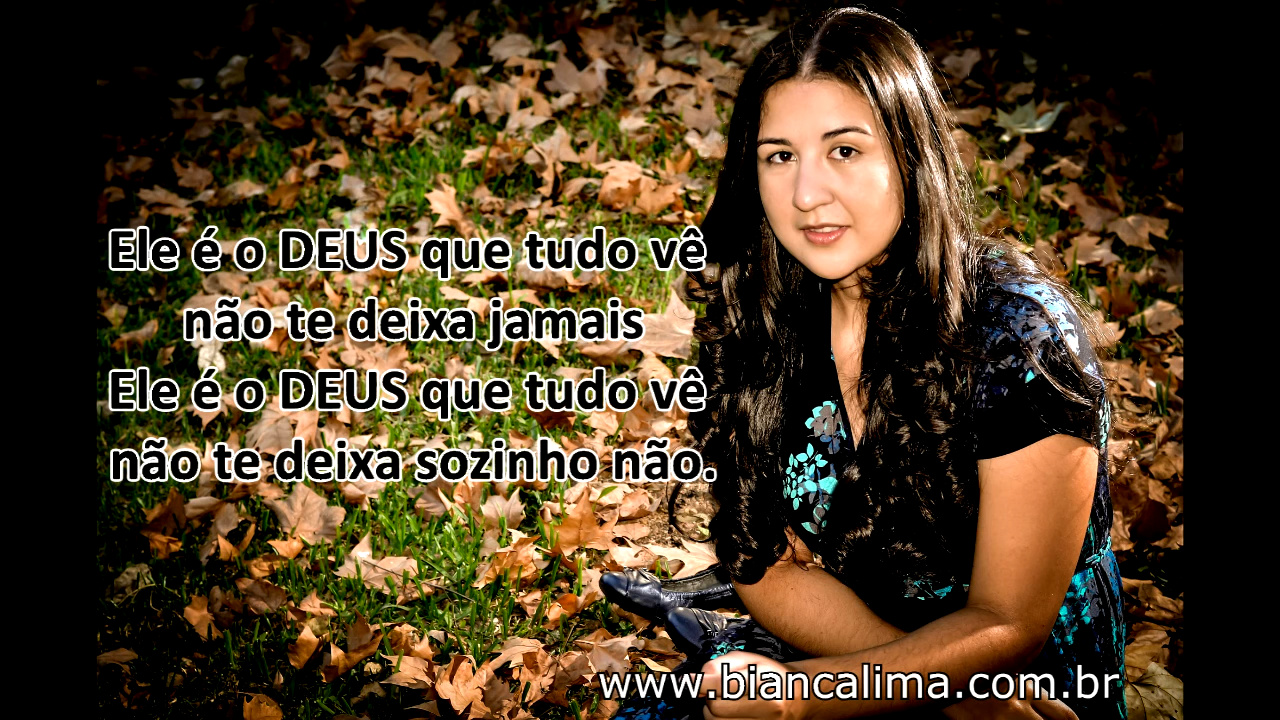 Ele é o DEUS que tudo vê
não te deixa jamais
Ele é o DEUS que tudo vê
não te deixa sozinho não.
www.biancalima.com.br